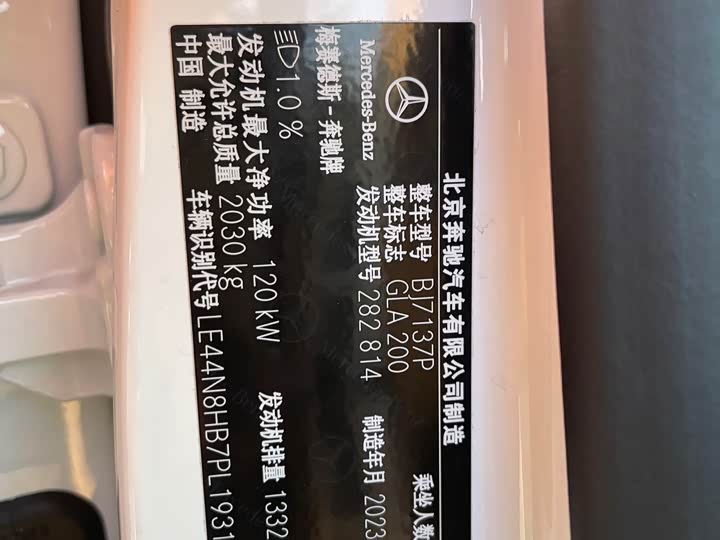 北京奔驰汽车有限公司制造
Mercedes-Benz
整车型号 BJ7137P 乘坐人数
整车标志 GLA 200
发动机型号 282 814 制造年月 2023
梅赛德斯-奔驰牌
1.0 %
发动机最大净功率 120 kW 发动机排量 1332
最大允许总质量 2030 kg
中国 制造 车辆识别代号 LE44N8HB7PL1931